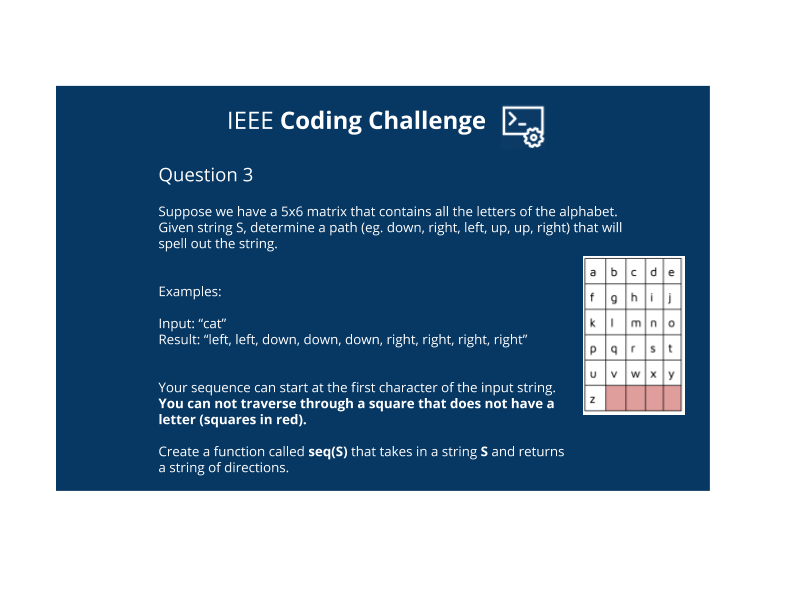 IEEE Coding Challenge
Question 3
Suppose we have a 5x6 matrix that contains all the letters of the alphabet.
Given string S, determine a path (eg. down, right, left, up, up, right) that will
spell out the string.
Examples:
Input: “cat”
Result: “left, left, down, down, down, right, right, right, right”
Your sequence can start at the first character of the input string.
You can not traverse through a square that does not have a
letter (squares in red).
Create a function called seq(S) that takes in a string S and returns
a string of directions.
a b c d e
f g h i j
k l m n o
p q r s t
u v w x y
z